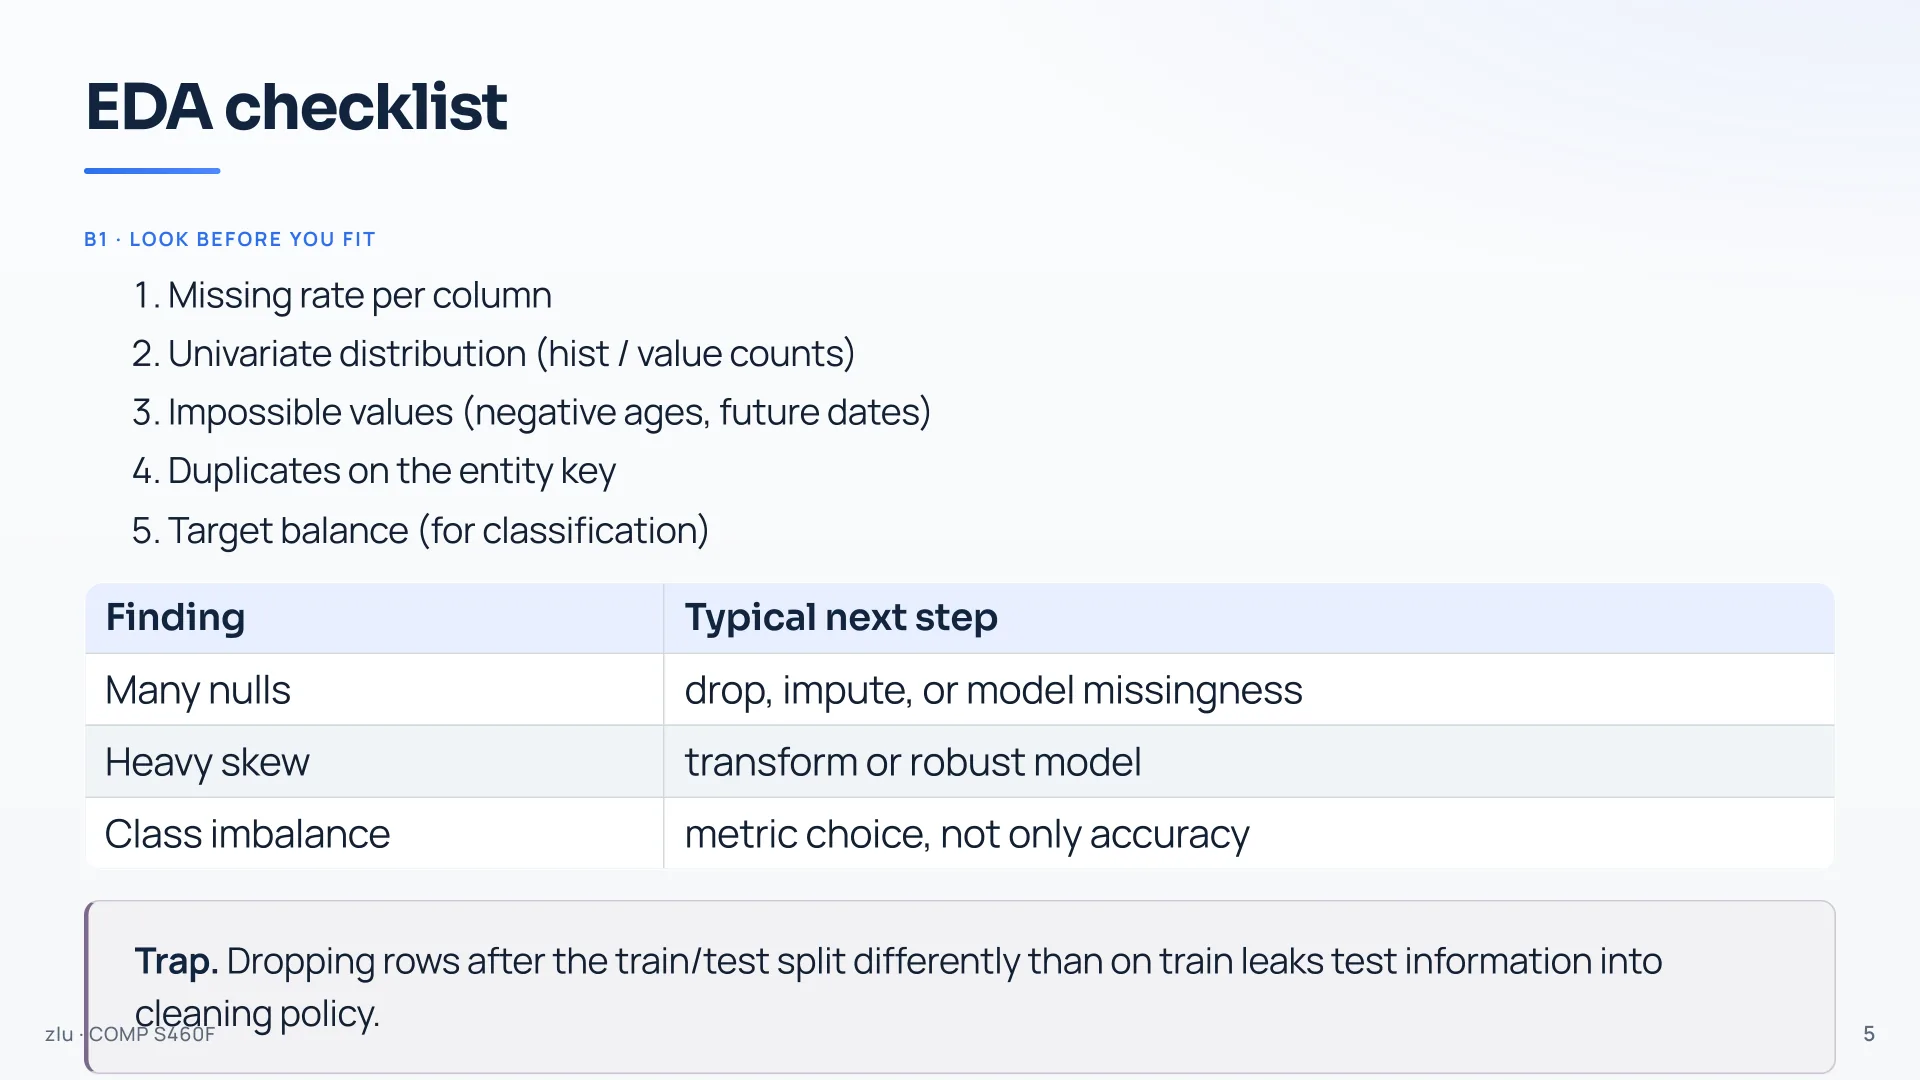 EDA checklist
B1 · LOOK BEFORE YOU FIT
1. Missing rate per column
2. Univariate distribution (hist / value counts)
3. Impossible values (negative ages, future dates)
4. Duplicates on the entity key
5. Target balance (for classification)
Finding Typical next step
Many nulls drop, impute, or model missingness
Heavy skew transform or robust model
Class imbalance metric choice, not only accuracy
Trap. Dropping rows after the train/test split differently than on train leaks test information into
cleaning policy.
zlu · COMP S460F
5